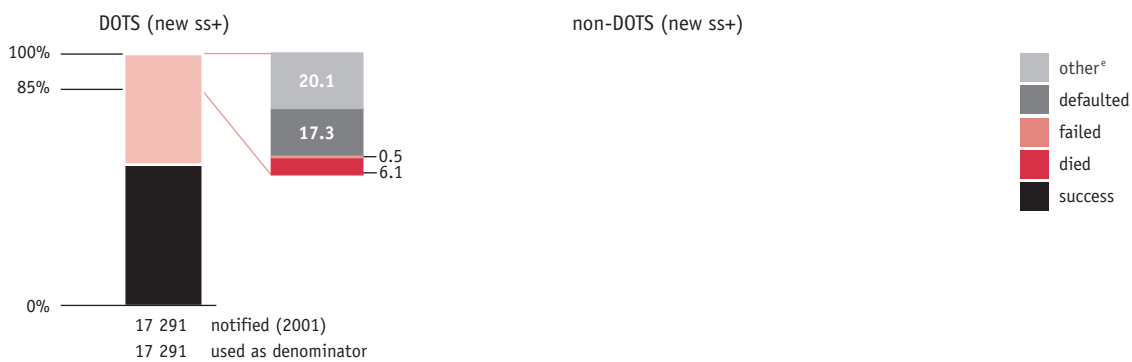 DOTS (new ss+)
non-DOTS (new ss+)
100%
85%
0%
20.1
17.3
0.5
6.1
other e
defaulted
failed
died
success
17 291 notified (2001)
17 291 used as denominator